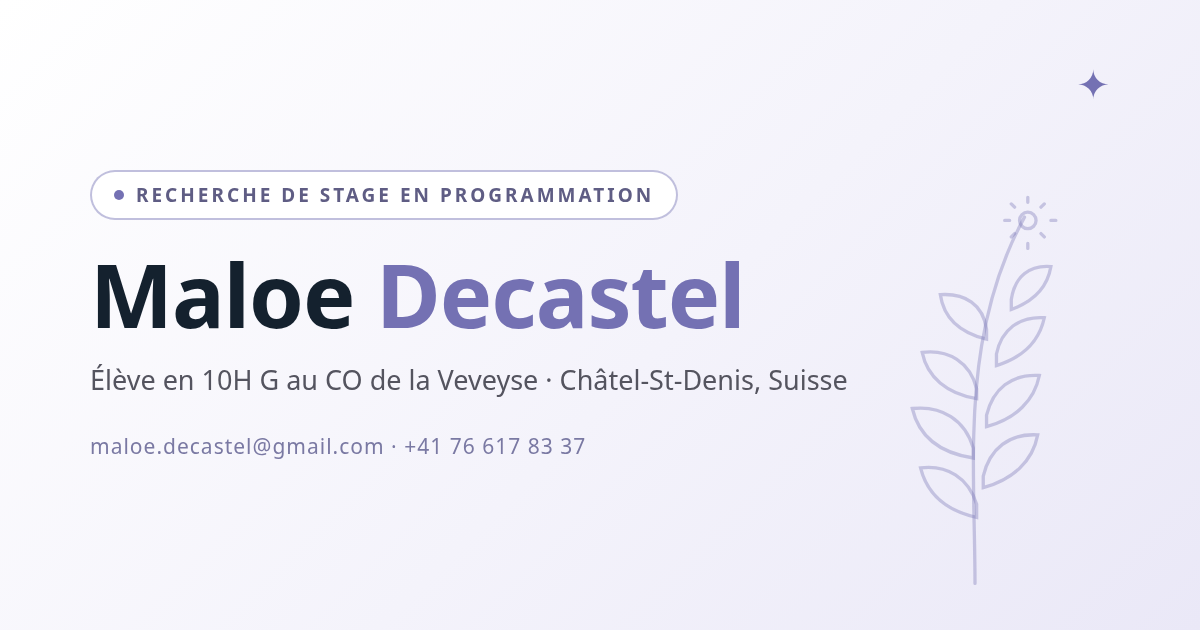 RECHERCHE DE STAGE EN PROGRAMMATION
Maloe Decastel
Élève en 10H G au CO de la Veveyse · Châtel-St-Denis, Suisse
maloe.decastel@gmail.com · +41 76 617 83 37